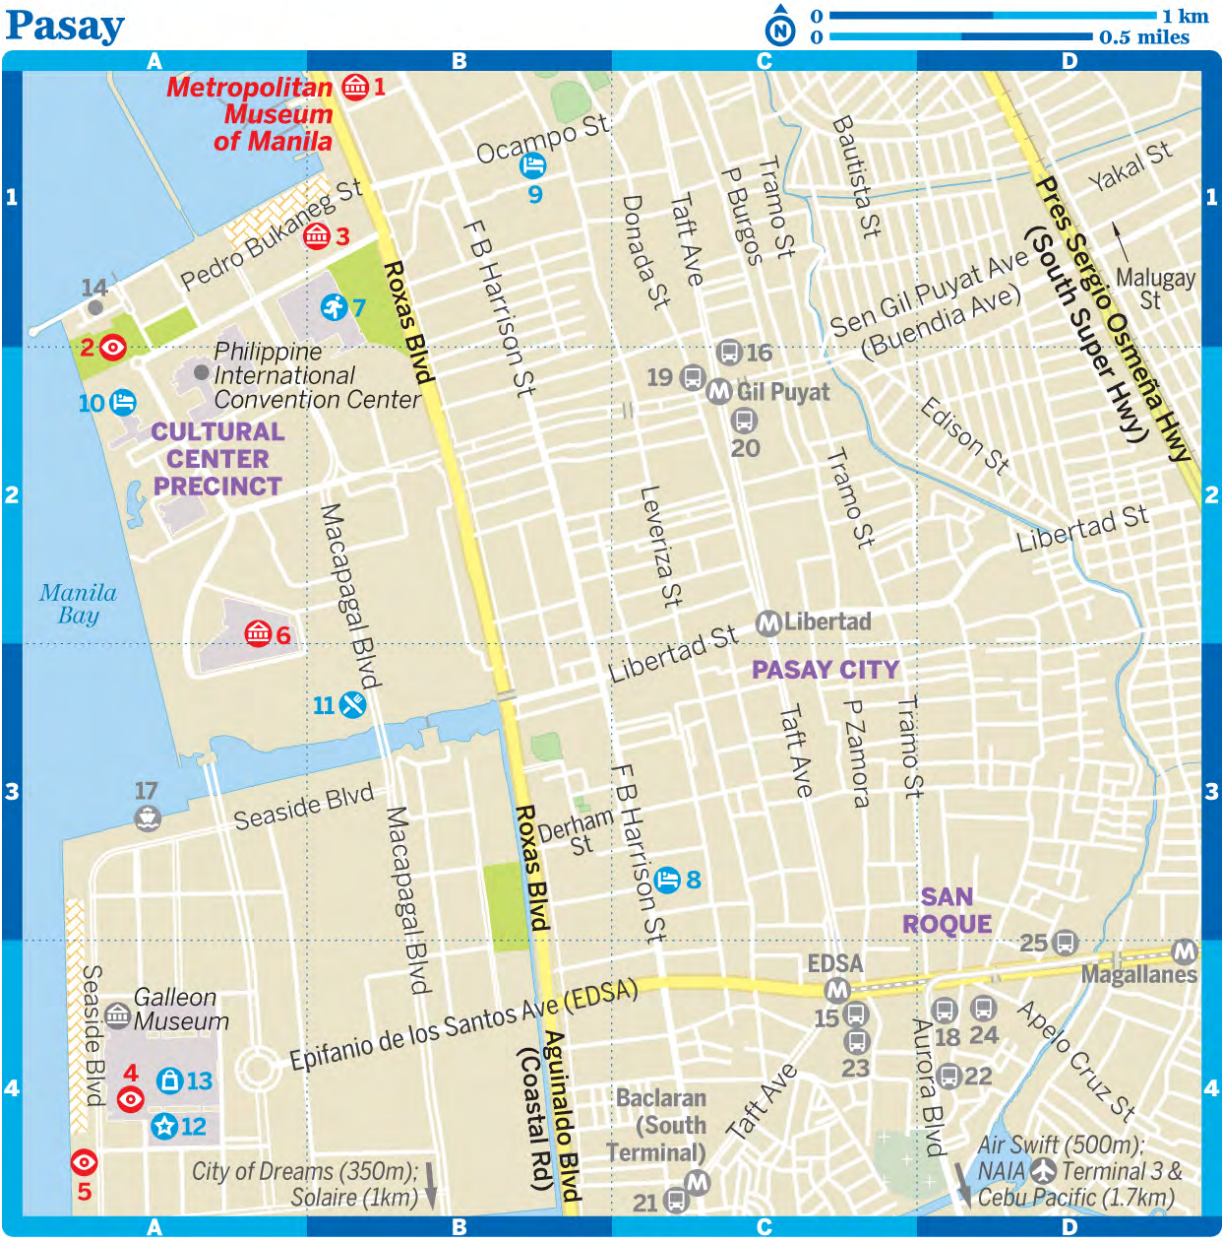 Pasay
N
0
1 km
0
0.5 miles
A
B
C
D
Metropolitan
Museum
of Manila
1
Ocampo St
9
1
1
Pedro Bukaneg St
3
F B Harrison St
Donada St
Taft Ave
P Burgos
Tramo St
Bautista St
Yakal St
Pres Sergio Osmeña Hwy
(South Super Hwy)
Malugay
St
14
7
Roxas Blvd
Sen Gil Puyat Ave
(Buendia Ave)
2
Philippine
International
Convention Center
16
19
M
Gil Puyat
20
10
CULTURAL
CENTER
PRECINCT
Edison St
Tramo St
2
2
Macapagal Blvd
Leveriza St
Libertad St
Manila
Bay
6
M
Libertad
Libertad St
PASAY CITY
11
Taft Ave
P Zamora
Tramo St
3
3
17
Seaside Blvd
Macapagal Blvd
Roxas Blvd
Derham
St
F B Harrison St
8
SAN
ROQUE
25
M
Magallanes
EDSA
M
Seaside Blvd
Galleon
Museum
Epifanio de los Santos Ave (EDSA)
15
23
18
24
22
Aurora Blvd
Apelo Cruz St
4
4
4
13
12
Aguinaldo Blvd
(Coastal Rd)
Baclaran
(South
Terminal)
M
21
Taft Ave
5
City of Dreams (350m);
Solaire (1km)
Air Swift (500m);
NAIA Terminal 3 &
Cebu Pacific (1.7km)
A
B
C
D